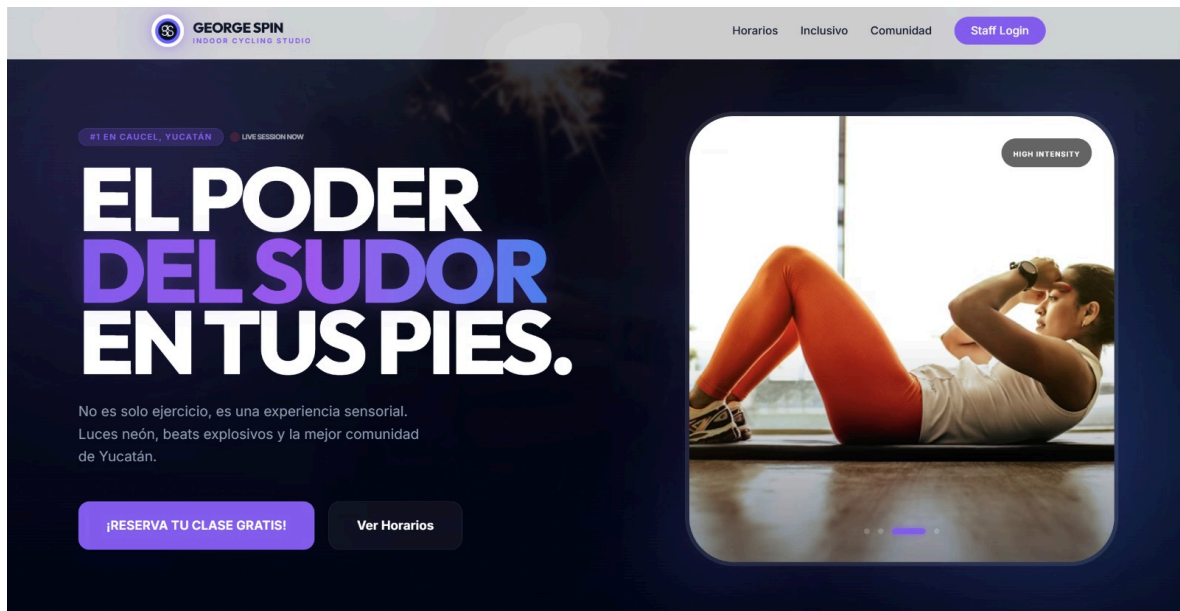 GEORGE SPIN
INDOOR CYCLING STUDIO
Horarios
Inclusivo
Comunidad
Staff Login
#1 EN CAUCEL, YUCATÁN
LIVE SESSION NOW
EL PODER
DEL SUDOR
EN TUS PIES.
No es solo ejercicio, es una experiencia sensorial.
Luces neón, beats explosivos y la mejor comunidad
de Yucatán.
¡RESERVA TU CLASE GRATIS!
Ver Horarios
HIGH INTENSITY